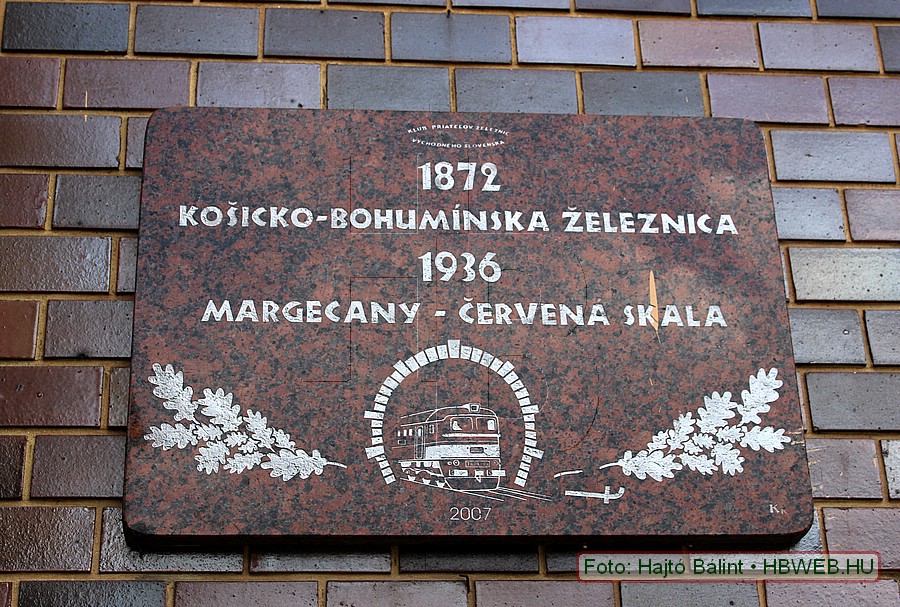 KLUB PRIATEĽOV ŽELEZNÍC
VÝCHODNÉHO SLOVENSKA
1872
KOŠICKO-BOHUMÍNSKA ŽELEZNICA
1936
MARGECANY - ČERVENÁ SKALA
2007
Foto: Hajtó Bálint • HBWEB.HU